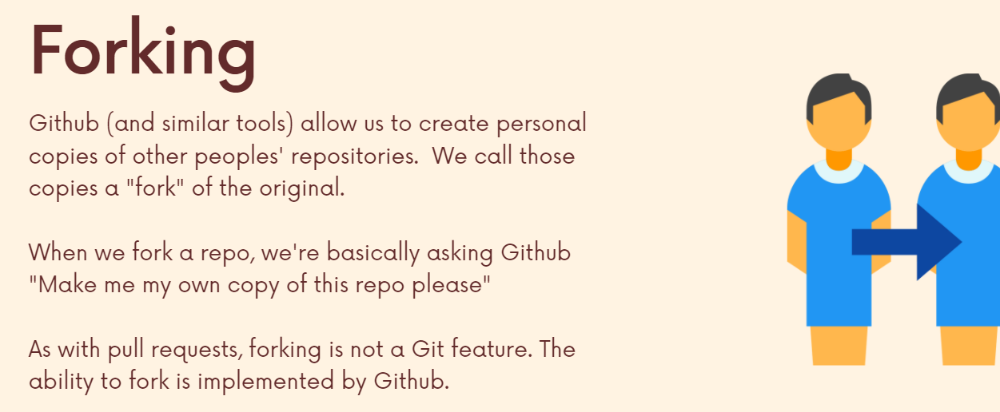 Forking
Github (and similar tools) allow us to create personal
copies of other peoples' repositories.  We call those
copies a "fork" of the original.
When we fork a repo, we're basically asking Github
"Make me my own copy of this repo please"
As with pull requests, forking is not a Git feature. The
ability to fork is implemented by Github.